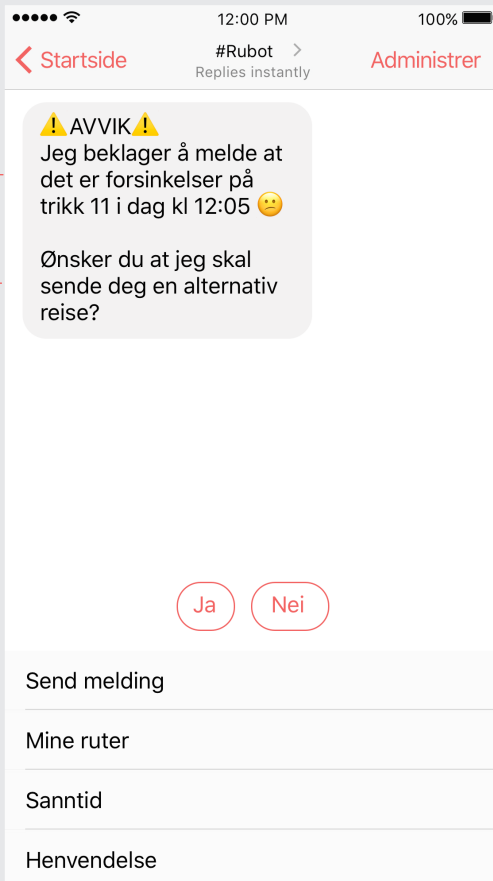 12:00 PM 100%
Startside #Rubot Administrer
Replies instantly
⚠️AVVIK⚠️
Jeg beklager å melde at
det er forsinkelser på
trikk 11 i dag kl 12:05 😕
Ønsker du at jeg skal
sende deg en alternativ
reise?
Ja Nei
Send melding
Mine ruter
Sanntid
Henvendelse